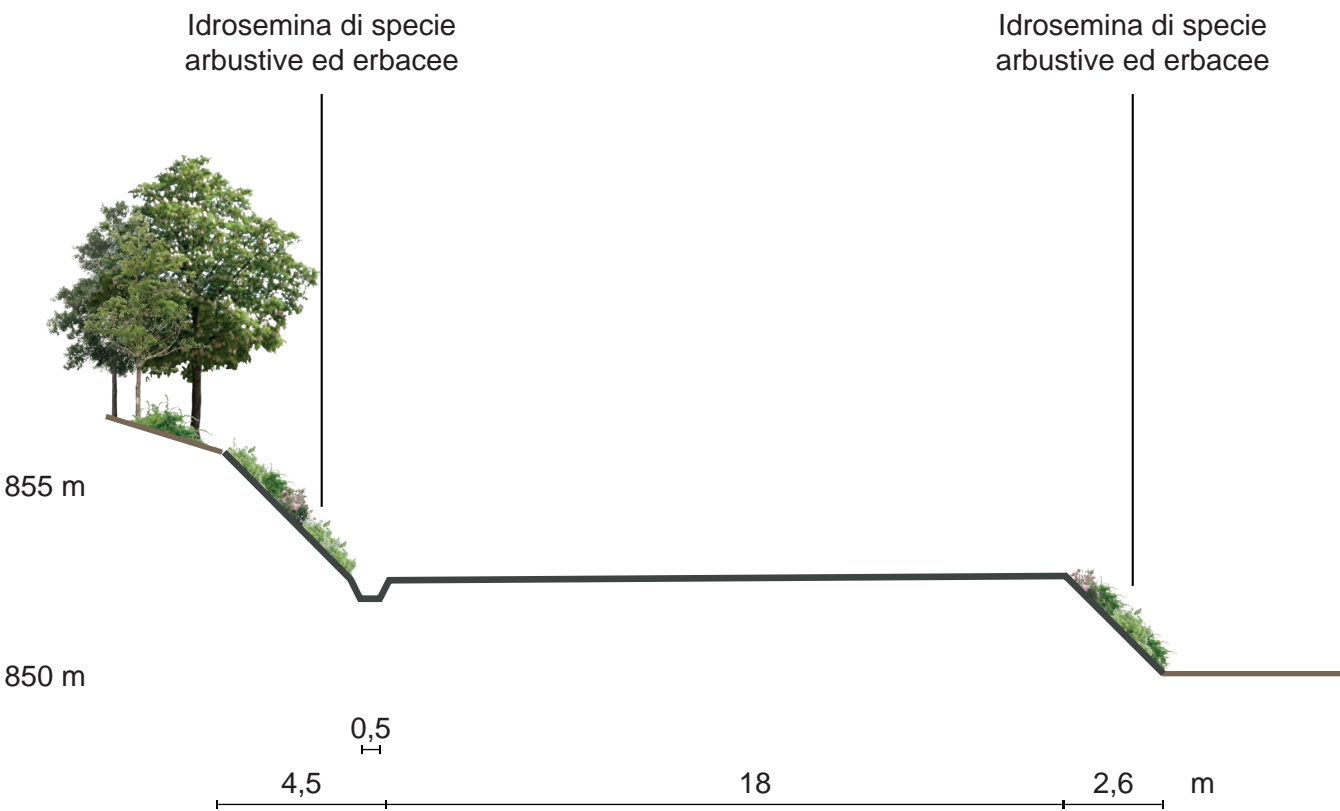 Idrosemina di specie
arbustive ed erbacee
Idrosemina di specie
arbustive ed erbacee
855 m
850 m
0,5
4,5
18
2,6
m